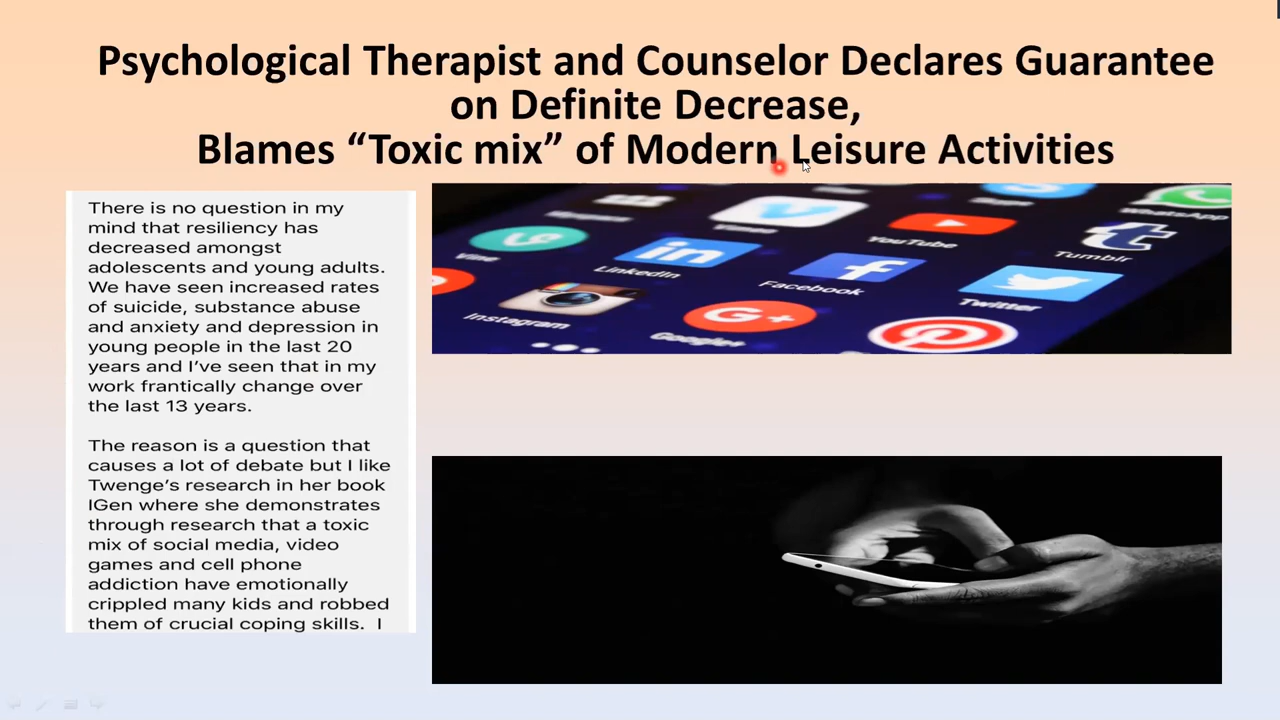 Psychological Therapist and Counselor Declares Guarantee
on Definite Decrease,
Blames “Toxic mix” of Modern Leisure Activities
There is no question in my
mind that resiliency has
decreased amongst
adolescents and young adults.
We have seen increased rates
of suicide, substance abuse
and anxiety and depression in
young people in the last 20
years and I’ve seen that in my
work frantically change over
the last 13 years.
The reason is a question that
causes a lot of debate but I like
Twenge’s research in her book
IGen where she demonstrates
through research that a toxic
mix of social media, video
games and cell phone
addiction have emotionally
crippled many kids and robbed
them of crucial coping skills. I
WhatsApp
Vimeo
YouTube
Tumblr
Vine
LinkedIn
in
Facebook
Twitter
Instagram
G+
Google+